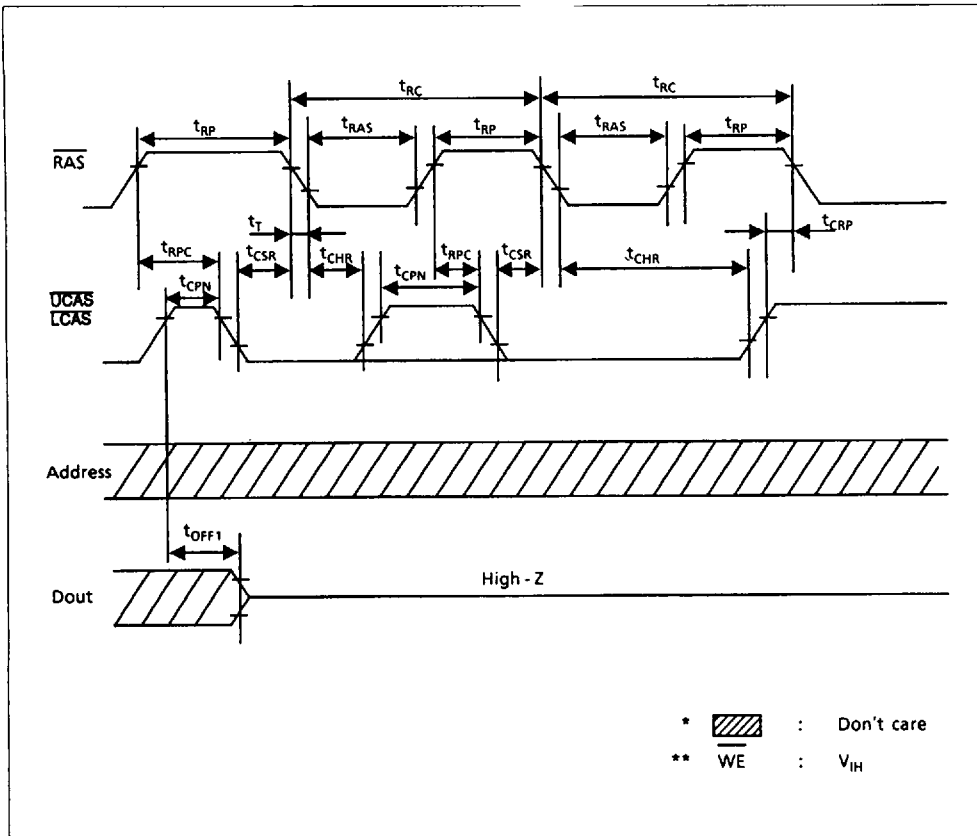 tRC tRC
tRP tRAS tRP tRAS tRP
RAS
tT tCRP
tRPC tCSR tCHR tRPC tCSR tCHR
tCPN tCPN
UCAS
LCAS
Address
tOFF1
High - Z
Dout
* : Don't care
** WE : VIH